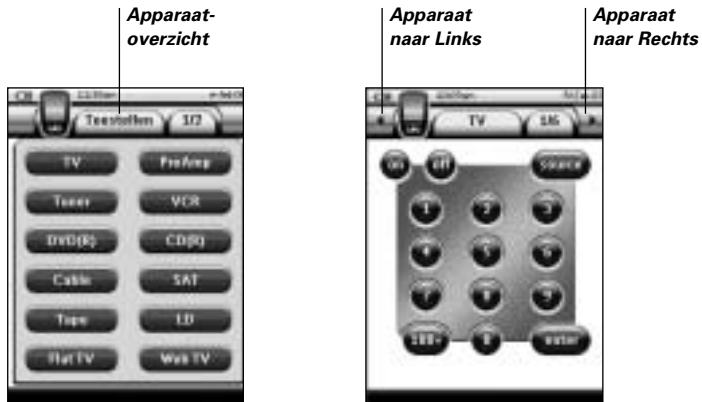 Apparaat-
overzicht
Apparaat
naar Links
Apparaat
naar Rechts
Toestellen 1/2
TV PreAmp
Tuner VCR
DVD(R) CD(R)
Cable SAT
Tape LD
Flat TV Web TV
TV 1/6
on off source
1 2 3
4 5 6
7 8 9
100+ 0 enter